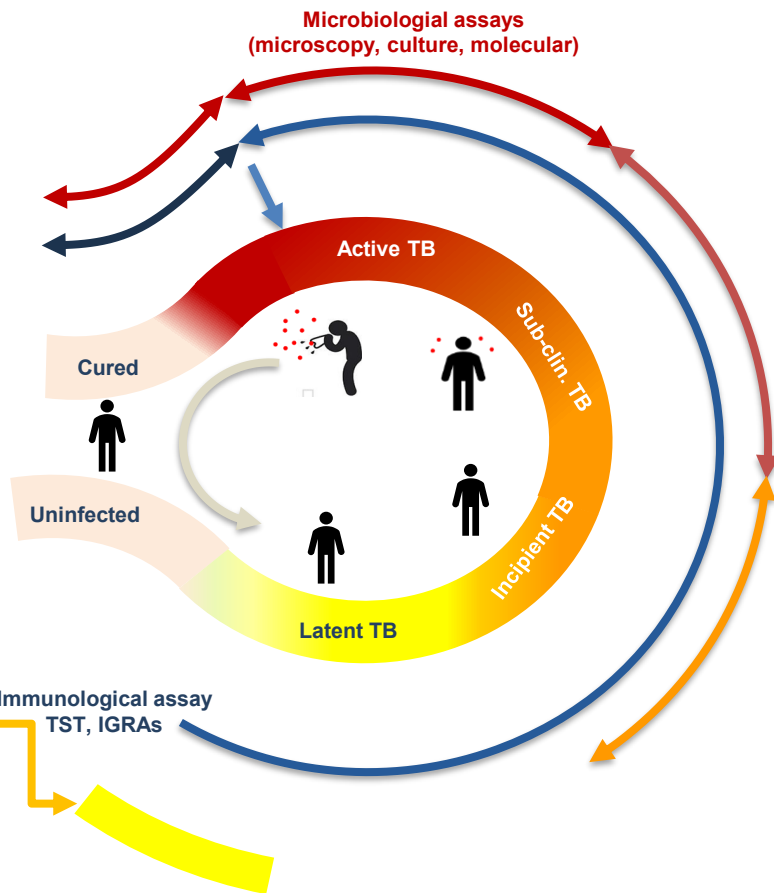 Microbiologial assays
(microscopy, culture, molecular)
Active TB
Sub-clin. TB
Cured
Uninfected
Incipient TB
Latent TB
Immunological assay
TST, IGRAs